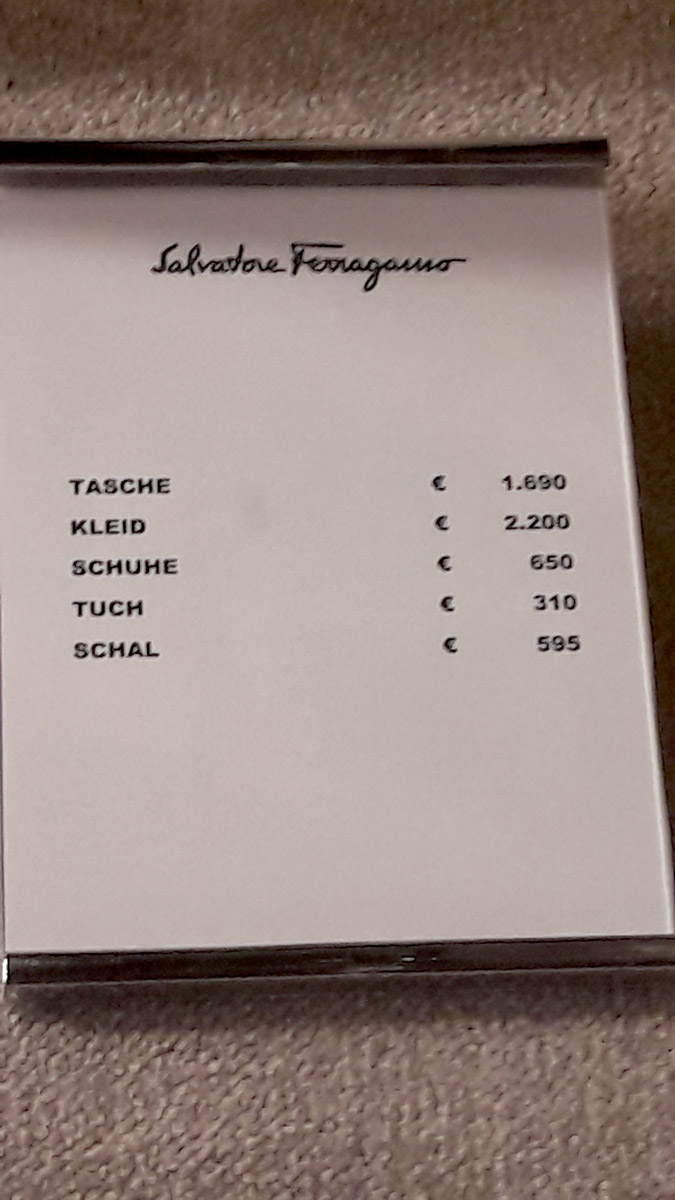 Salvatore Ferragamo
TASCHE € 1.690
KLEID € 2.200
SCHUHE € 650
TUCH € 310
SCHAL € 595